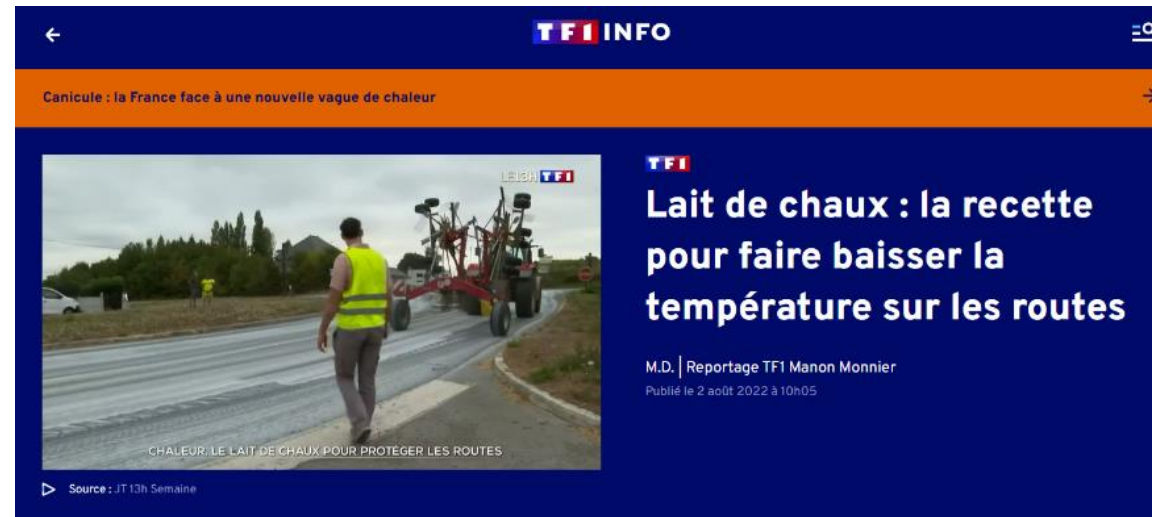 TF1 INFO
Canicule : la France face à une nouvelle vague de chaleur
LE 13H TF1
CHALEUR: LE LAIT DE CHAUX POUR PROTÉGER LES ROUTES
Source : JT 13h Semaine
TF1
Lait de chaux : la recette
pour faire baisser la
température sur les routes
M.D. | Reportage TF1 Manon Monnier
Publié le 2 août 2022 à 10h05